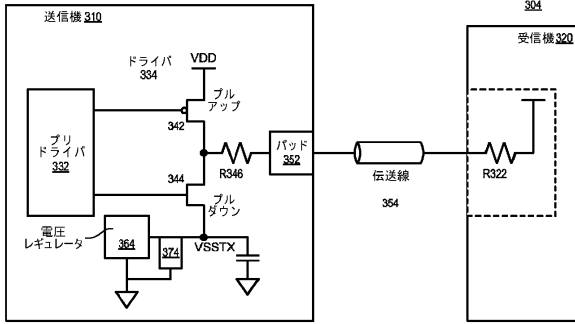 304
送信機 310
受信機 320
ドライバ
334
VDD
プル
アップ
342
プリ
ドライバ
332
R346
パッド
352
伝送線
354
R322
344
プル
ダウン
電圧
レギュレータ
364
374
VSSTX